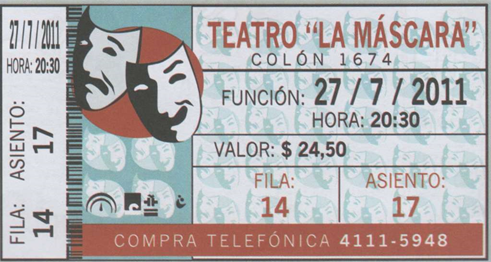 27/7/2011
HORA: 20:30
FILA: 14 ASIENTO: 17
TEATRO "LA MÁSCARA"
COLÓN 1674
FUNCIÓN: 27/7/2011
HORA: 20:30
VALOR: $ 24,50
FILA: ASIENTO:
14 17
COMPRA TELEFÓNICA 4111-5948